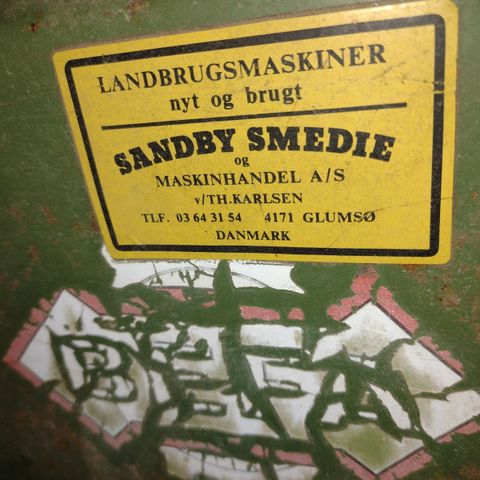 LANDBRUGSMASKINER
nyt og brugt
SANDBY SMEDIE
og
MASKINHANDEL A/S
v/TH.KARLSEN
TLF. 03 64 31 54 4171 GLUMSØ
DANMARK